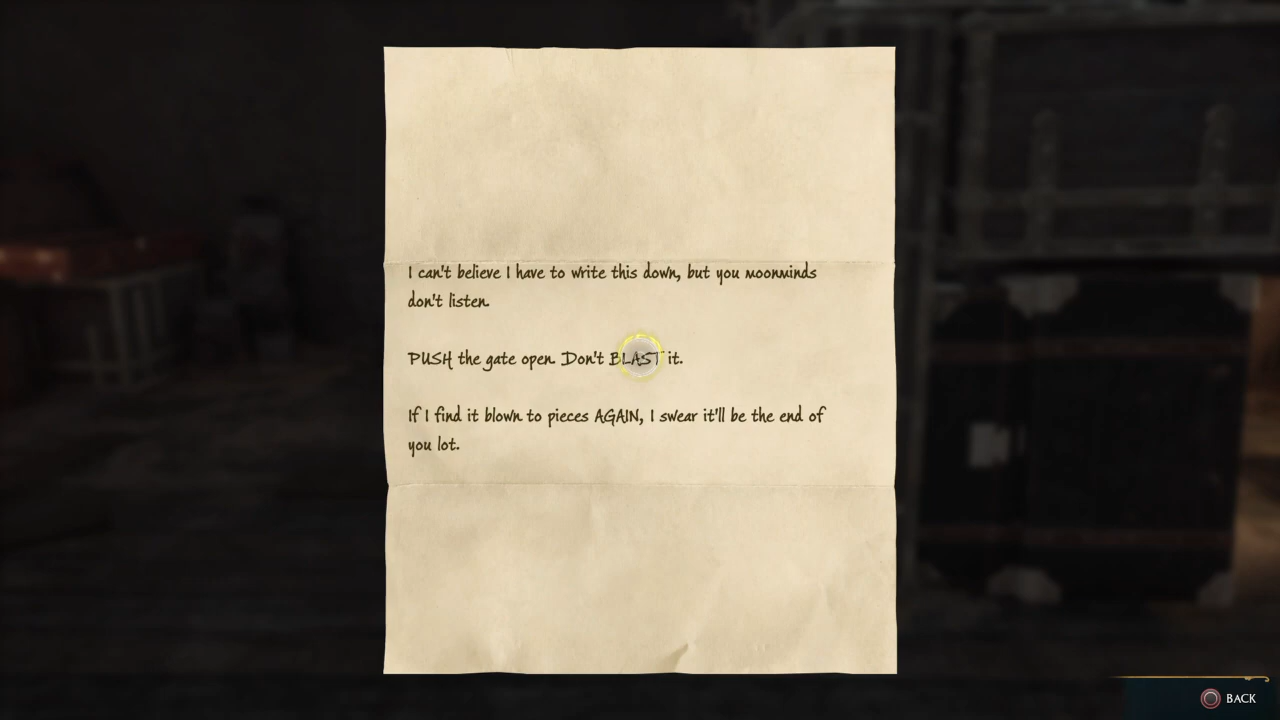 I can't believe I have to write this down, but you moonminds
don't listen.
PUSH the gate open. Don't BLAST it.
If I find it blown to pieces AGAIN, I swear it'll be the end of
you lot.
BACK